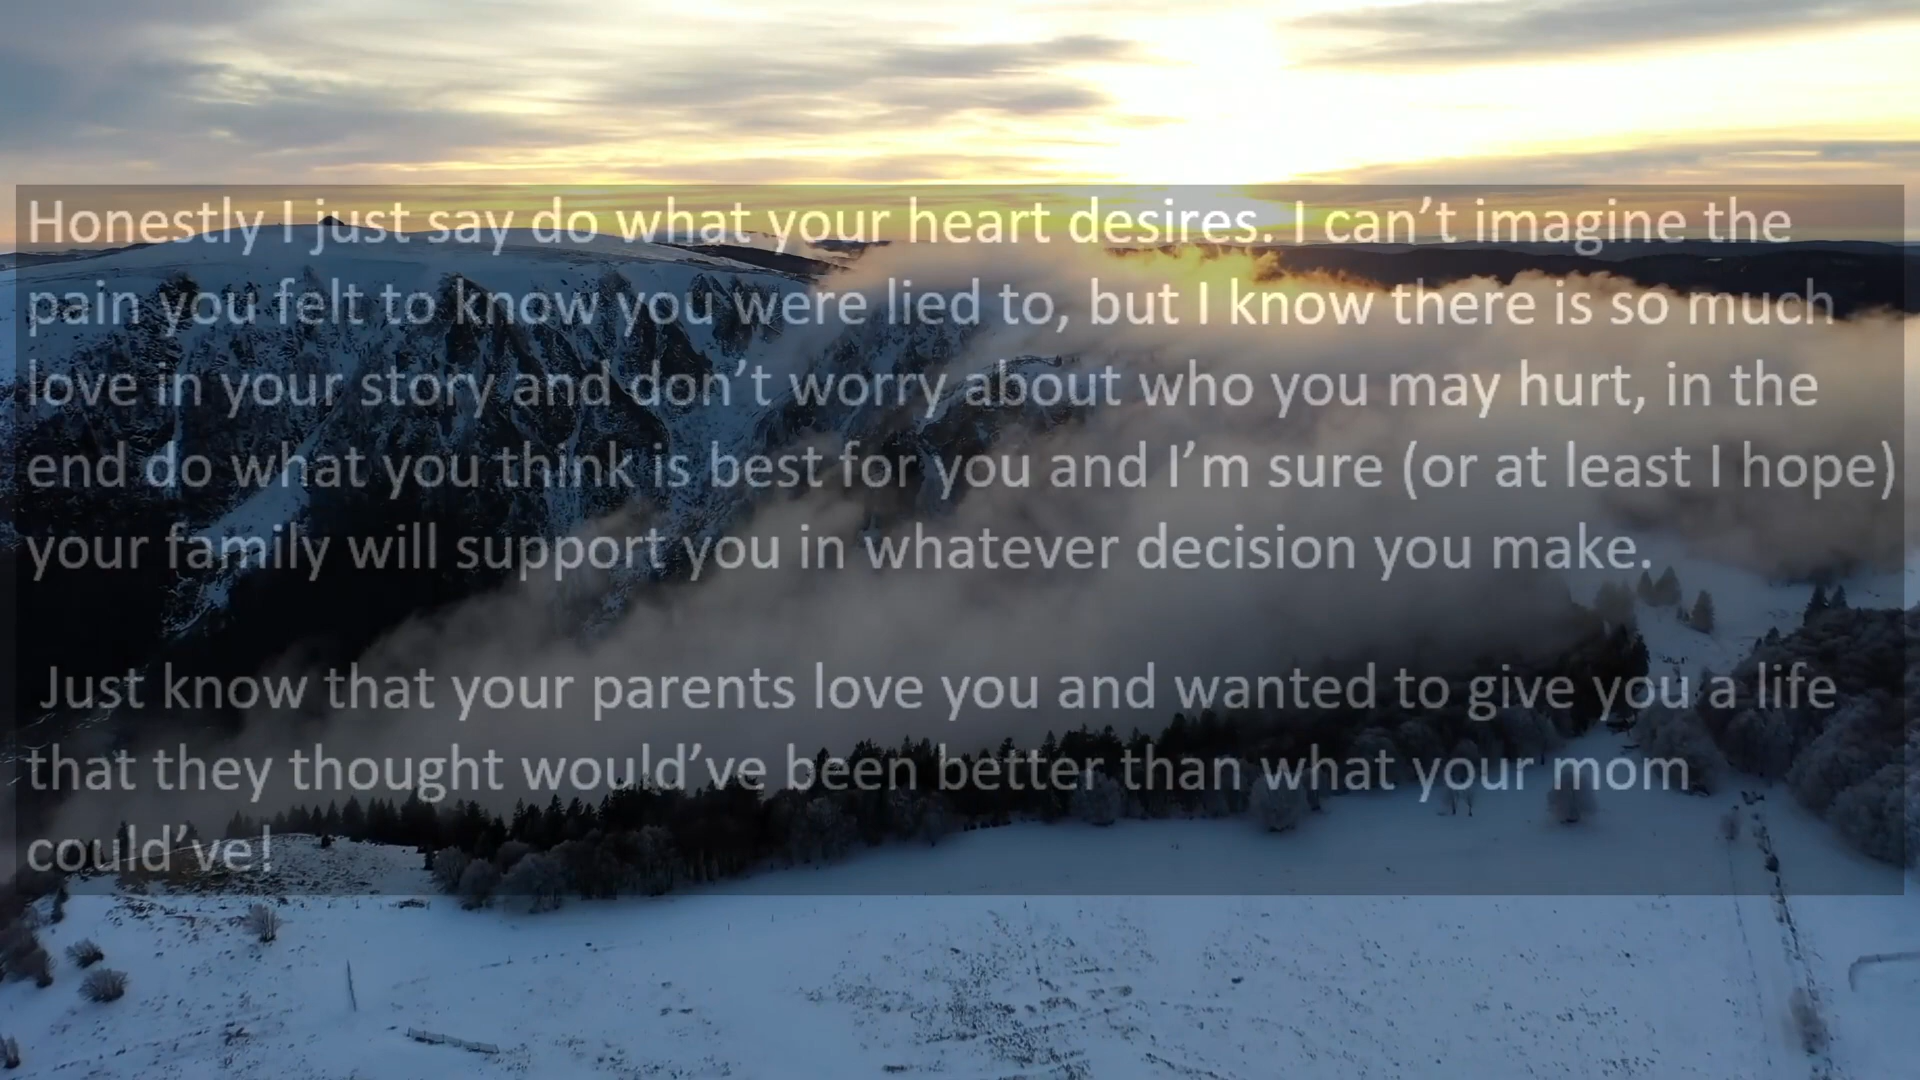 Honestly I just say do what your heart desires. I can’t imagine the
pain you felt to know you were lied to, but I know there is so much
love in your story and don’t worry about who you may hurt, in the
end do what you think is best for you and I’m sure (or at least I hope)
your family will support you in whatever decision you make.
Just know that your parents love you and wanted to give you a life
that they thought would’ve been better than what your mom
could’ve!